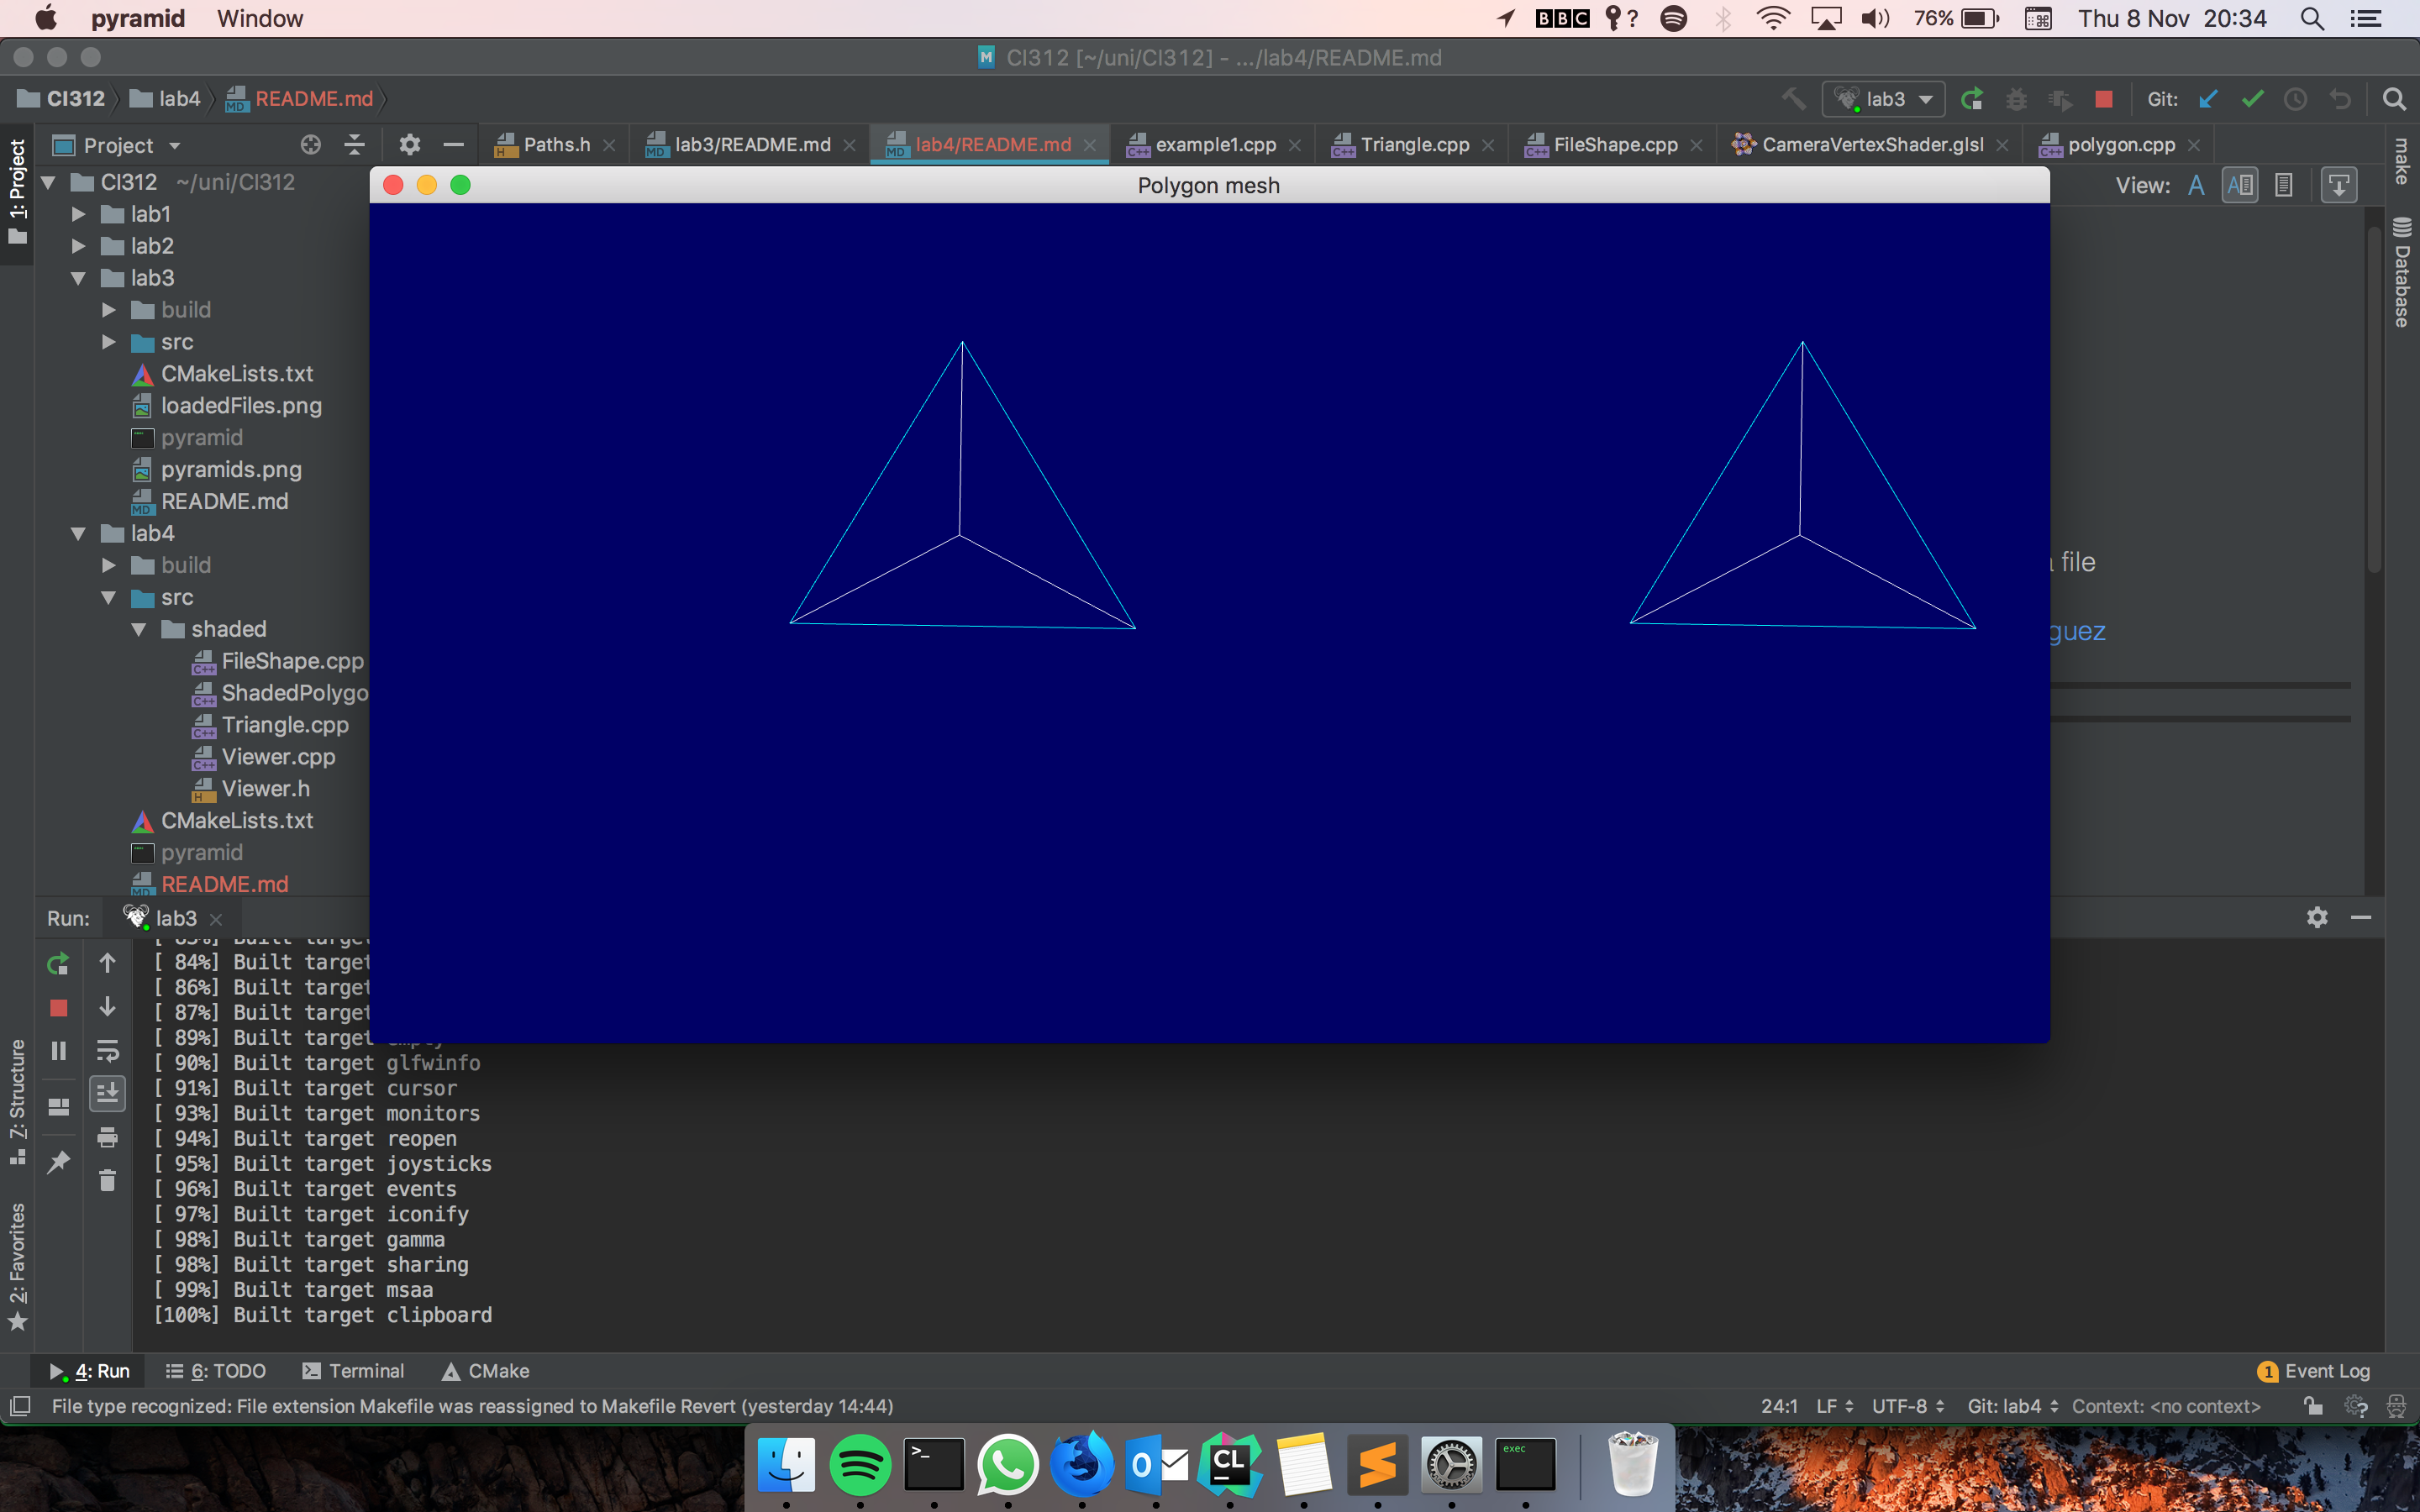 pyramid Window BBC ? 76% Thu 8 Nov 20:34
CI312 [~/uni/CI312] - .../lab4/README.md
CI312 lab4 README.md lab3 Git:
1: Project
Project
Paths.h lab3/README.md lab4/README.md example1.cpp Triangle.cpp FileShape.cpp CameraVertexShader.glsl polygon.cpp
make
Database
View:
Polygon mesh
CI312 ~/uni/CI312
lab1
lab2
lab3
build
src
CMakeLists.txt
loadedFiles.png
pyramid
pyramids.png
README.md
lab4
build
src
shaded
FileShape.cpp
ShadedPolygo
Triangle.cpp
Viewer.cpp
Viewer.h
CMakeLists.txt
pyramid
README.md
file
guez
Run: lab3
[ 84%] Built target
[ 86%] Built target
[ 87%] Built target
[ 89%] Built target empty
[ 90%] Built target glfwinfo
[ 91%] Built target cursor
[ 93%] Built target monitors
[ 94%] Built target reopen
[ 95%] Built target joysticks
[ 96%] Built target events
[ 97%] Built target iconify
[ 98%] Built target gamma
[ 98%] Built target sharing
[ 99%] Built target msaa
[100%] Built target clipboard
Z: Structure
2: Favorites
4: Run 6: TODO Terminal CMake 1 Event Log
File type recognized: File extension Makefile was reassigned to Makefile Revert (yesterday 14:44) 24:1 LF UTF-8 Git: lab4 Context: <no context>
CL
exec